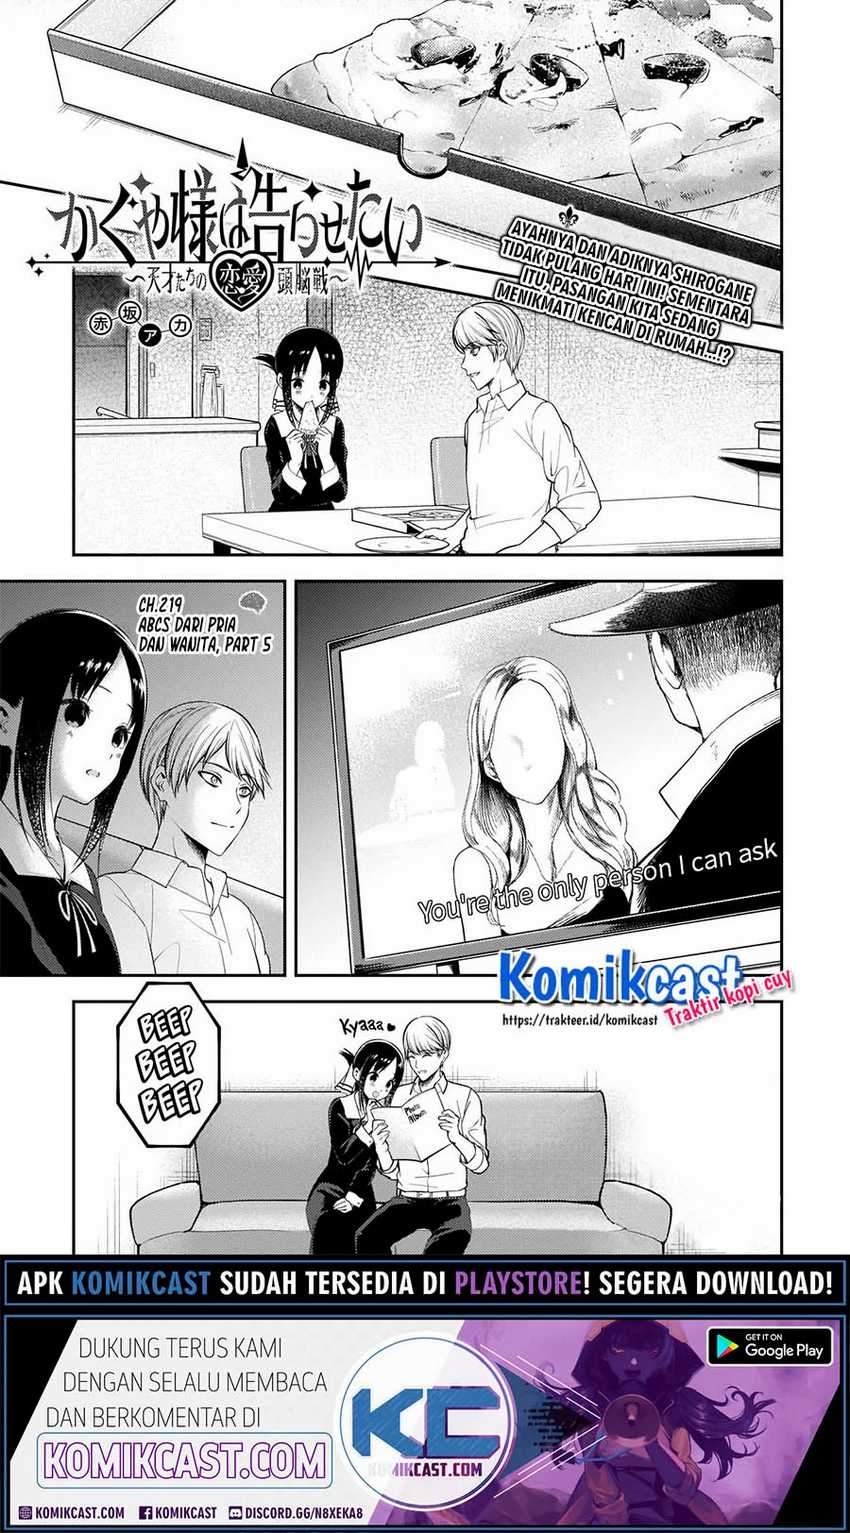 かぐや様は告らせたい
～天才たちの恋愛頭脳戦～
赤坂アカ
AYAHNYA DAN ADIKNYA SHIROGANE
TIDAK PULANG HARI INI! SEMENTARA
ITU, PASANGAN KITA SEDANG
MENIKMATI KENCAN DI RUMAH...!?
CH.219
ABCS DARI PRIA
DAN WANITA, PART 5
You're the only person I can ask
Komikcast
Traktir kopi cuy
https://trakteer.id/komikcast
BEEP
BEEP
BEEP
Kyaaa♥
Photo
Album
APK KOMIKCAST SUDAH TERSEDIA DI PLAYSTORE! SEGERA DOWNLOAD!
DUKUNG TERUS KAMI
DENGAN SELALU MEMBACA
DAN BERKOMENTAR DI
KOMIKCAST.COM
KC
KOMIKCAST.COM
GET IT ON
Google Play
KOMIKCAST.COM
KOMIKCAST
DISCORD.GG/N8XEKA8